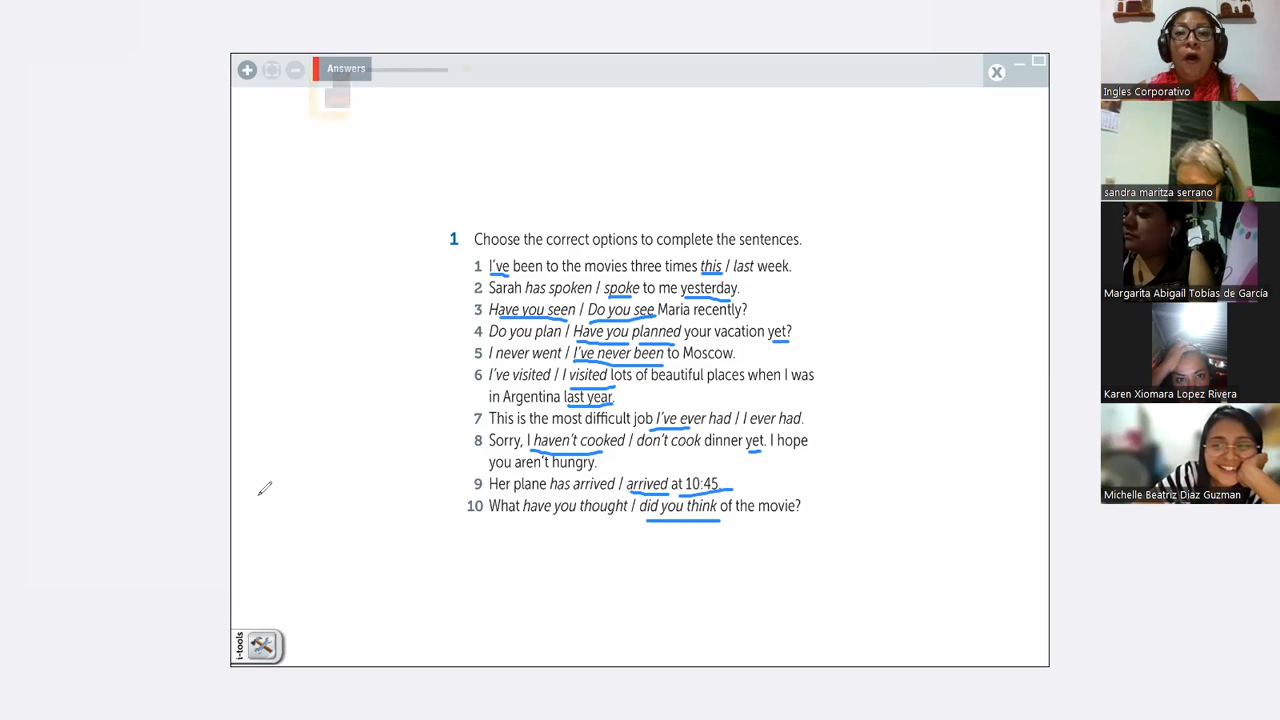 Answers
1 Choose the correct options to complete the sentences.
1 I've been to the movies three times this / last week.
2 Sarah has spoken / spoke to me yesterday.
3 Have you seen / Do you see Maria recently?
4 Do you plan / Have you planned your vacation yet?
5 I never went / I've never been to Moscow.
6 I've visited / I visited lots of beautiful places when I was
in Argentina last year.
7 This is the most difficult job I've ever had / I ever had.
8 Sorry, I haven't cooked / don't cook dinner yet. I hope
you aren't hungry.
9 Her plane has arrived / arrived at 10:45.
10 What have you thought / did you think of the movie?
i-tools
Ingles Corporativo
sandra maritza serrano
Margarita Abigaíl Tobías de García
Karen Xiomara Lopez Rivera
Michelle Beatriz Diaz Guzman